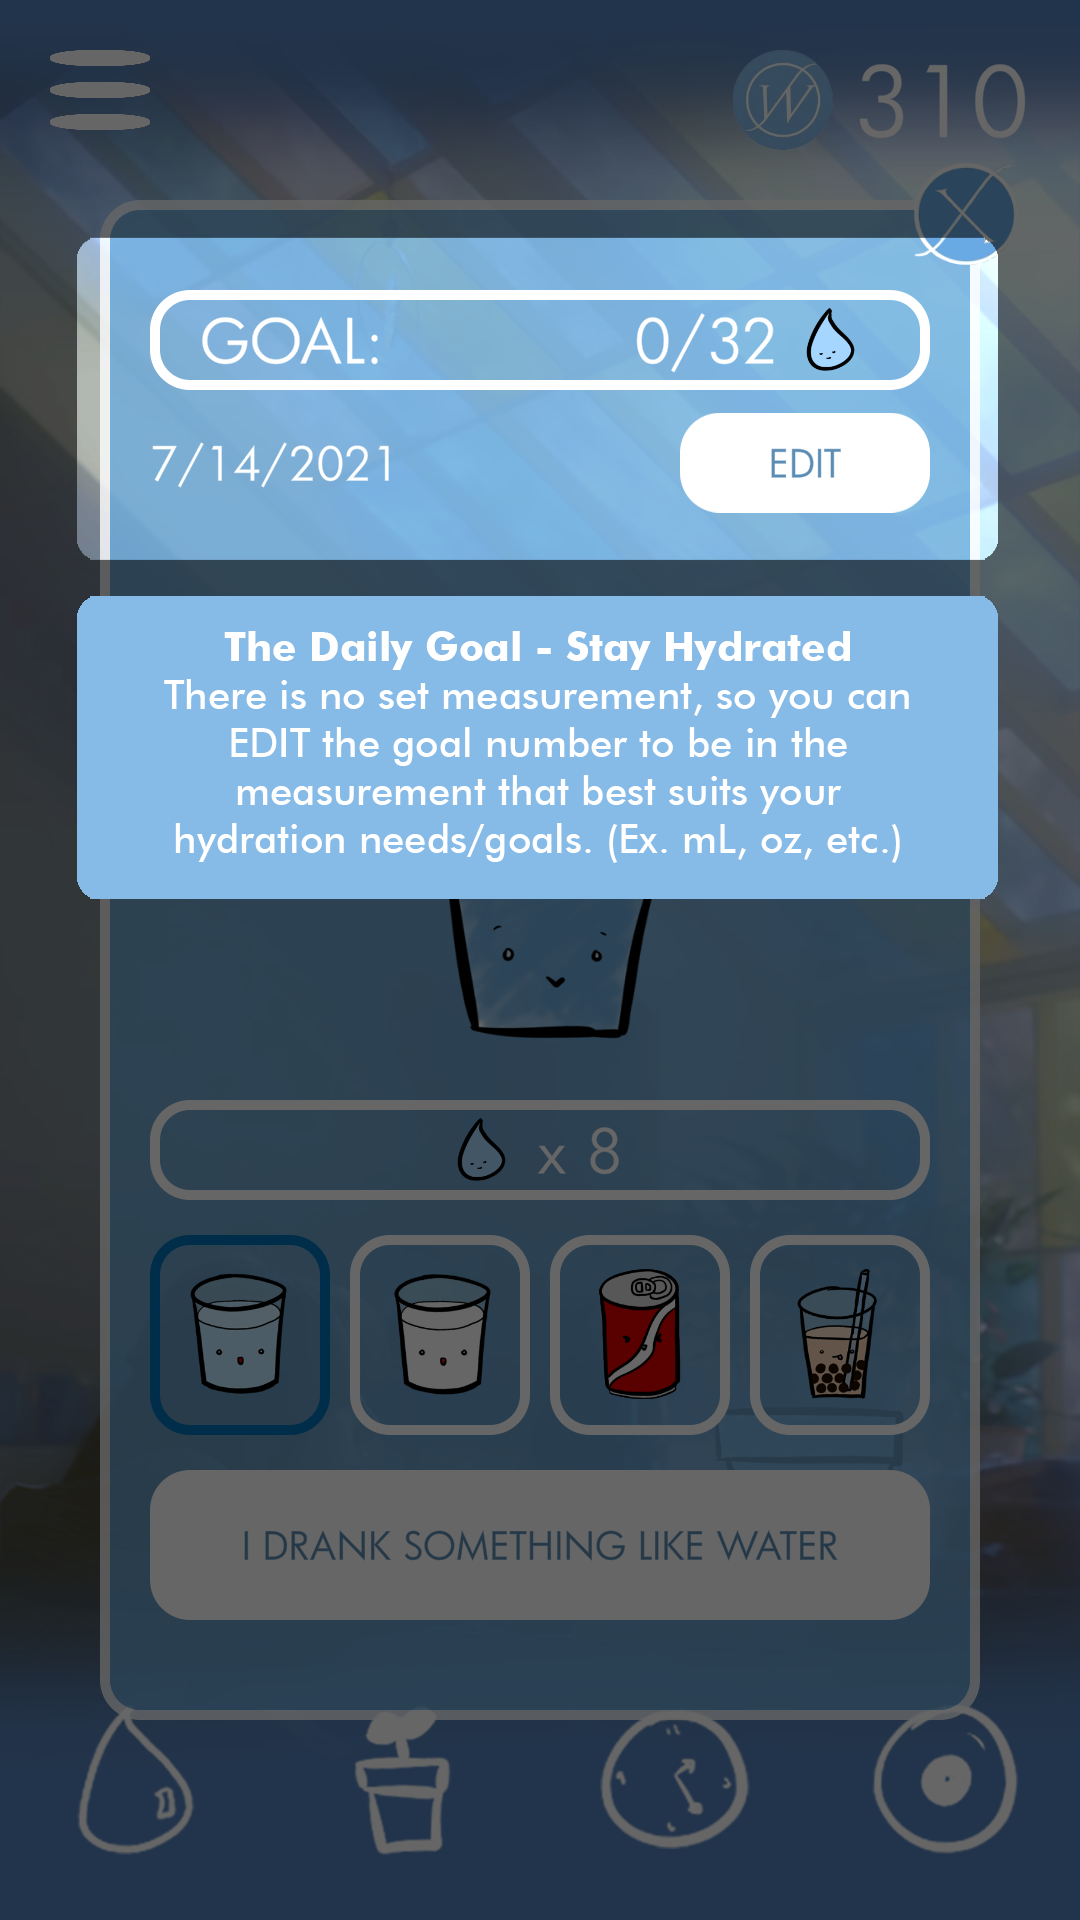 W 310
X
GOAL: 0/32
7/14/2021 EDIT
The Daily Goal - Stay Hydrated
There is no set measurement, so you can
EDIT the goal number to be in the
measurement that best suits your
hydration needs/goals. (Ex. mL, oz, etc.)
x 8
I DRANK SOMETHING LIKE WATER